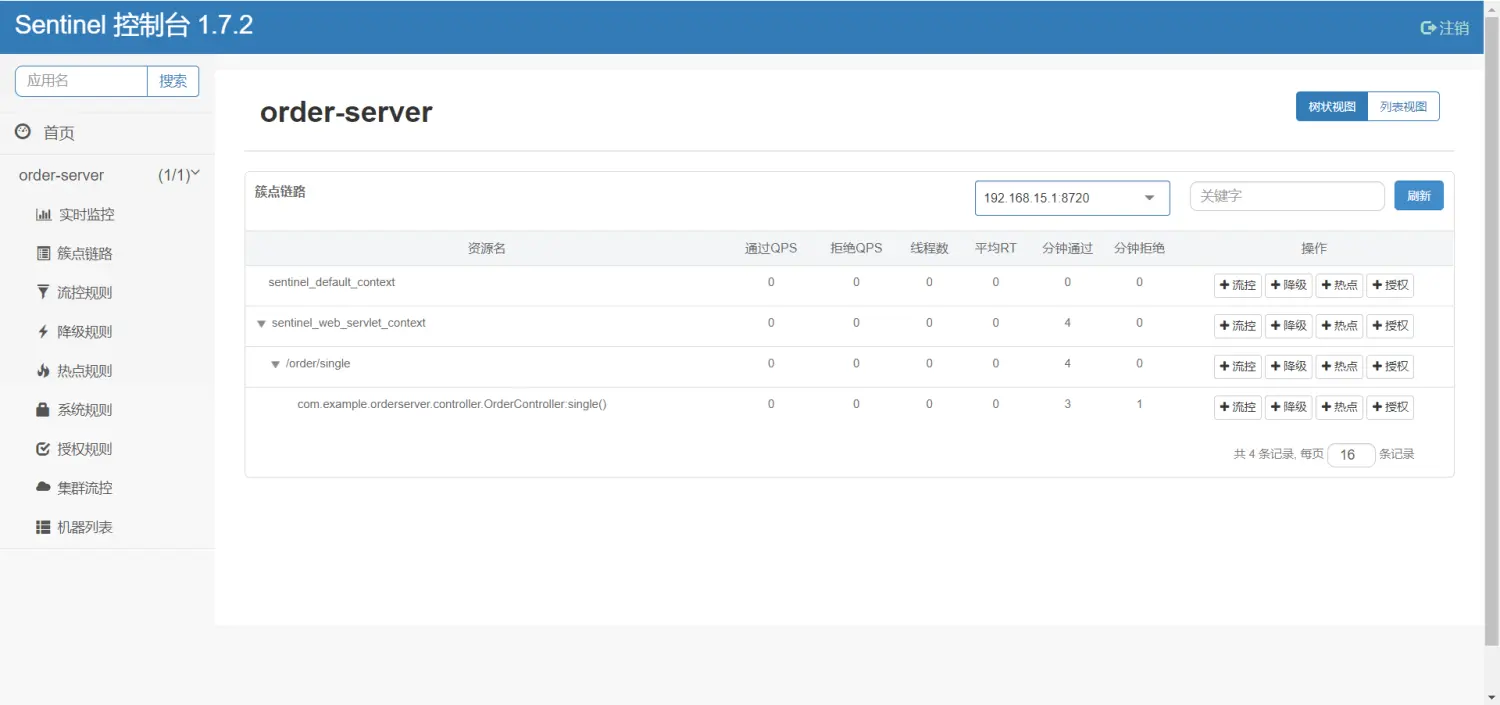 Sentinel 控制台 1.7.2
注销
应用名 搜索
首页
order-server (1/1)
实时监控
簇点链路
流控规则
降级规则
热点规则
系统规则
授权规则
集群流控
机器列表
order-server
树状视图 列表视图
簇点链路 192.168.15.1:8720 关键字 刷新
资源名 通过QPS 拒绝QPS 线程数 平均RT 分钟通过 分钟拒绝 操作
sentinel_default_context 0 0 0 0 0 0 +流控 +降级 +热点 +授权
sentinel_web_servlet_context 0 0 0 0 4 0 +流控 +降级 +热点 +授权
/order/single 0 0 0 0 4 0 +流控 +降级 +热点 +授权
com.example.orderserver.controller.OrderController:single() 0 0 0 0 3 1 +流控 +降级 +热点 +授权
共 4 条记录, 每页 16 条记录